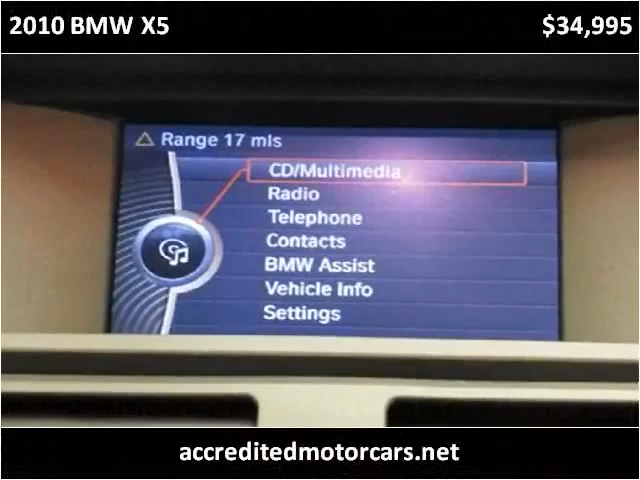 2010 BMW X5 $34,995
Range 17 mls
CD/Multimedia
Radio
Telephone
Contacts
BMW Assist
Vehicle Info
Settings
accreditedmotorcars.net